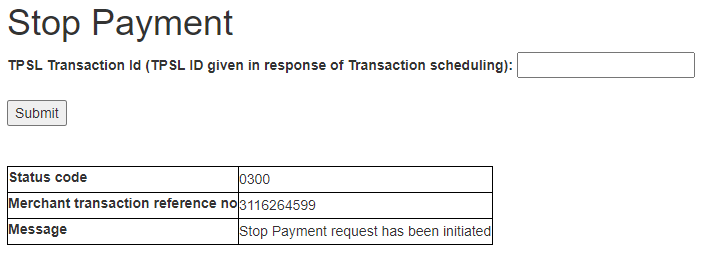 Stop Payment
TPSL Transaction Id (TPSL ID given in response of Transaction scheduling):
Submit
Status code 0300
Merchant transaction reference no 3116264599
Message Stop Payment request has been initiated